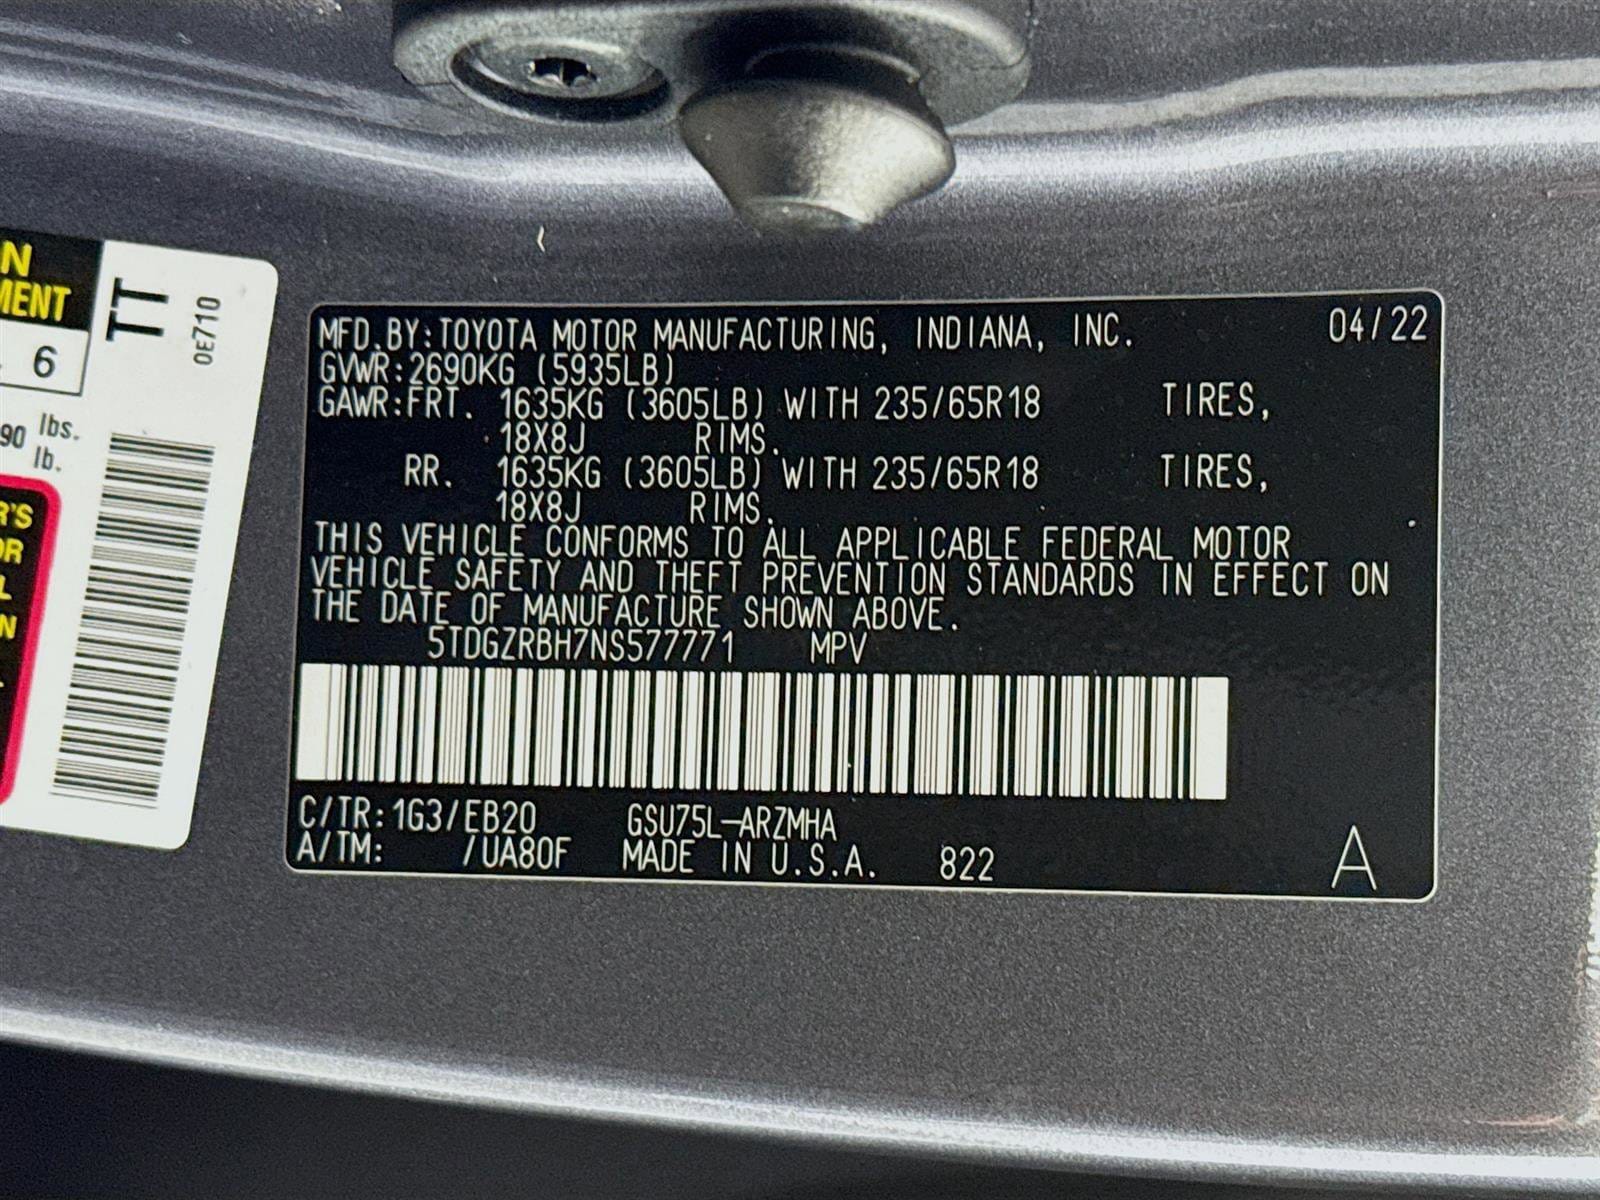 N
MENT
6
TT
0E710
90 lbs.
lb.
R'S
OR
L
N
MFD.BY:TOYOTA MOTOR MANUFACTURING, INDIANA, INC. 04/22
GVWR:2690KG (5935LB)
GAWR:FRT. 1635KG (3605LB) WITH 235/65R18 TIRES,
18X8J RIMS.
RR. 1635KG (3605LB) WITH 235/65R18 TIRES,
18X8J RIMS.
THIS VEHICLE CONFORMS TO ALL APPLICABLE FEDERAL MOTOR
VEHICLE SAFETY AND THEFT PREVENTION STANDARDS IN EFFECT ON
THE DATE OF MANUFACTURE SHOWN ABOVE.
5TDGZRBH7NS577771 MPV
C/TR:1G3/EB20 GSU75L-ARZMHA
A/TM: /UA80F MADE IN U.S.A. 822 A